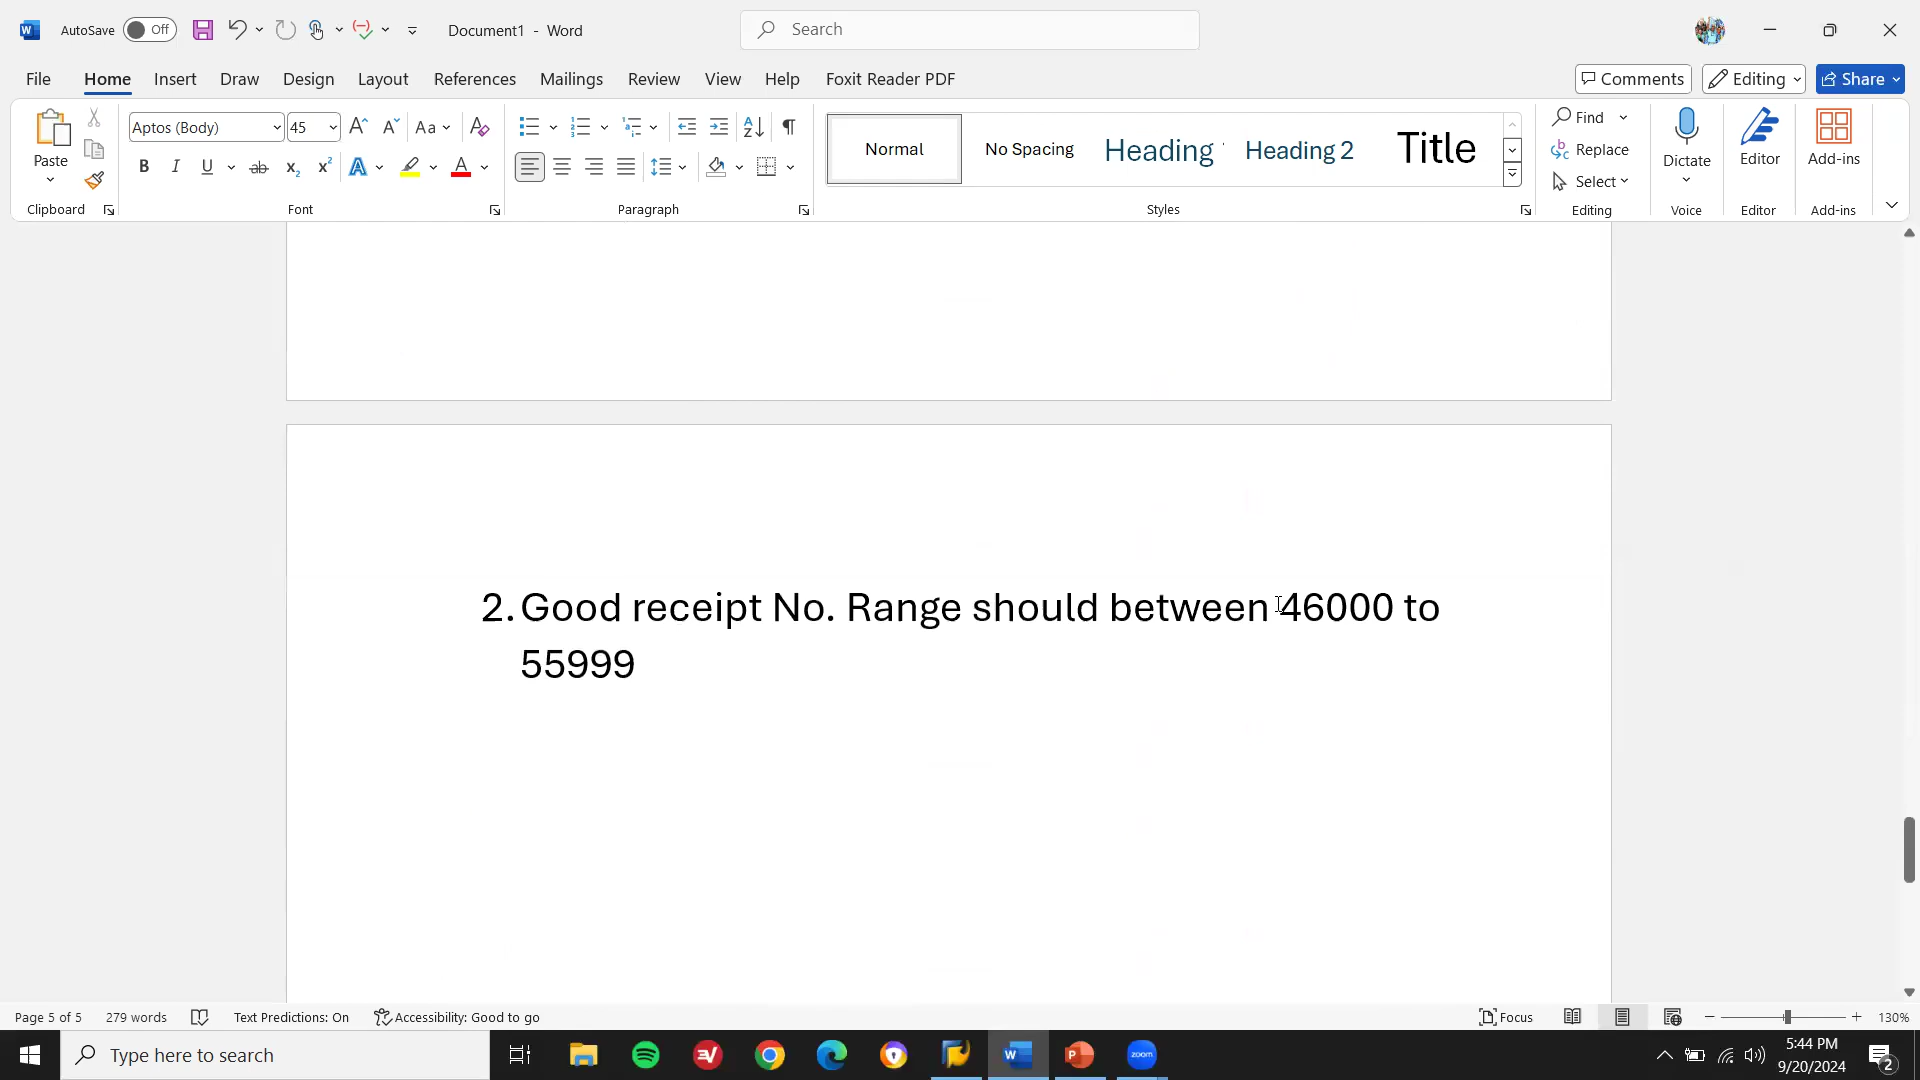 AutoSave Off Document1 - Word Search
File Home Insert Draw Design Layout References Mailings Review View Help Foxit Reader PDF Comments Editing Share
Paste
Aptos (Body) 45 Aa
Normal No Spacing Heading Heading 2 Title
Find
Replace
Select
Dictate
Editor
Add-ins
Clipboard Font Paragraph Styles Editing Voice Editor Add-ins
2. Good receipt No. Range should between 46000 to
55999
Page 5 of 5 279 words Text Predictions: On Accessibility: Good to go Focus 130%
Type here to search
zoom
5:44 PM
9/20/2024
2